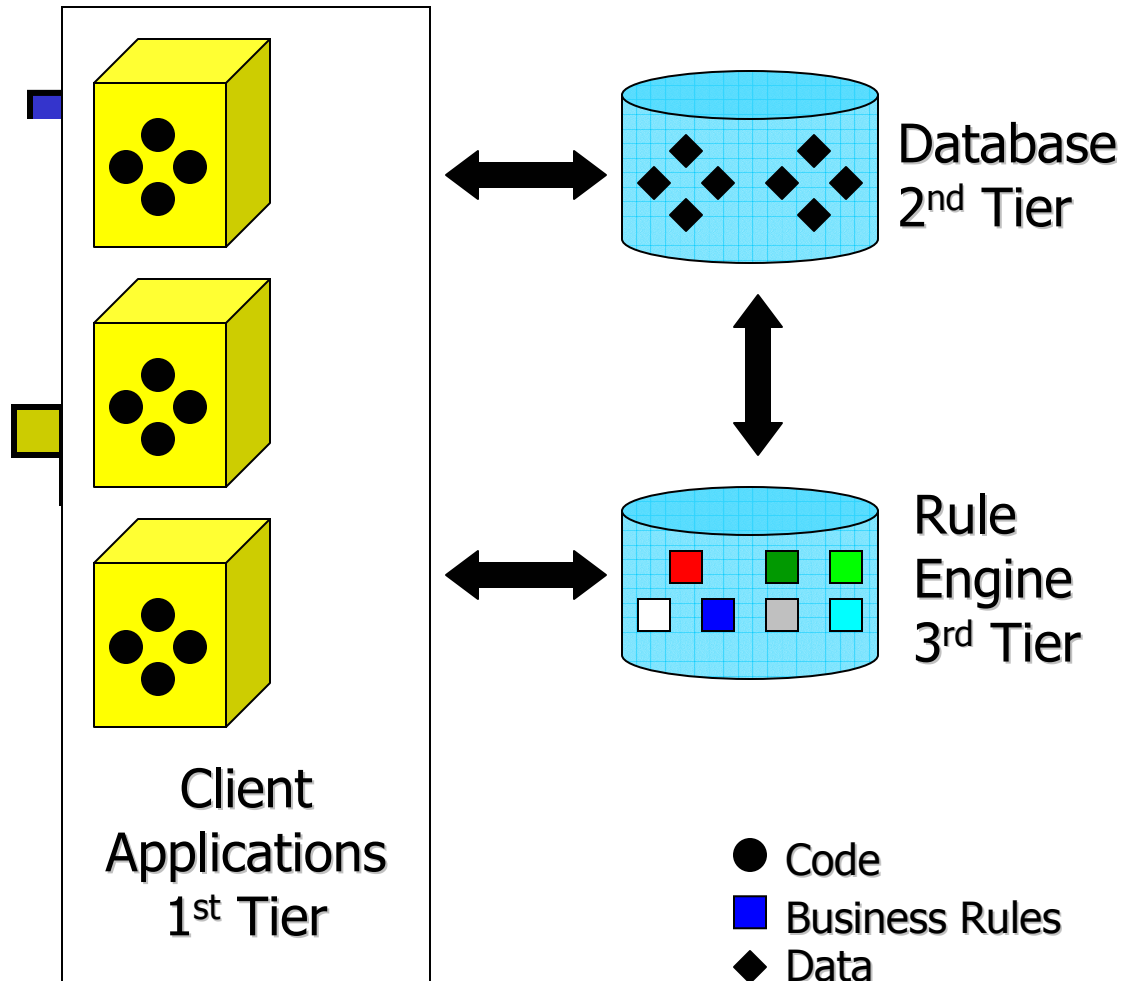 Database
2nd Tier
Rule
Engine
3rd Tier
Client
Applications
1st Tier
Code
Business Rules
Data